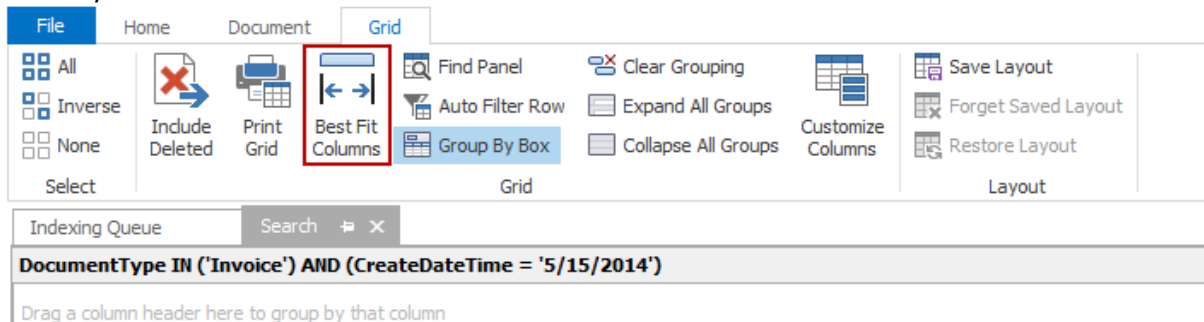 File Home Document Grid
All
Inverse
None
Include Deleted
Print Grid
Best Fit Columns
Find Panel
Auto Filter Row
Group By Box
Clear Grouping
Expand All Groups
Collapse All Groups
Customize Columns
Save Layout
Forget Saved Layout
Restore Layout
Select Grid Layout
Indexing Queue Search
DocumentType IN ('Invoice') AND (CreateDateTime = '5/15/2014')
Drag a column header here to group by that column